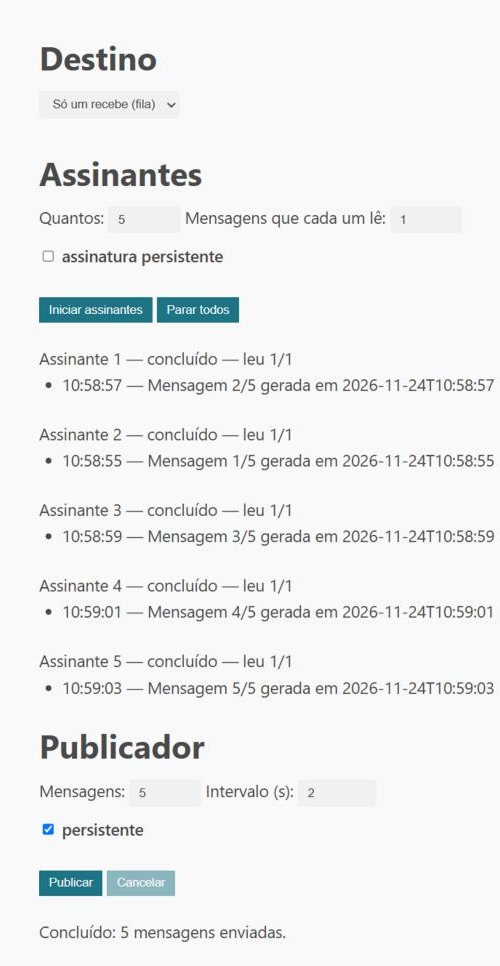 Destino
Só um recebe (fila)
Assinantes
Quantos: 5 Mensagens que cada um lê: 1
assinatura persistente
Iniciar assinantes Parar todos
Assinante 1 — concluído — leu 1/1
• 10:58:57 — Mensagem 2/5 gerada em 2026-11-24T10:58:57
Assinante 2 — concluído — leu 1/1
• 10:58:55 — Mensagem 1/5 gerada em 2026-11-24T10:58:55
Assinante 3 — concluído — leu 1/1
• 10:58:59 — Mensagem 3/5 gerada em 2026-11-24T10:58:59
Assinante 4 — concluído — leu 1/1
• 10:59:01 — Mensagem 4/5 gerada em 2026-11-24T10:59:01
Assinante 5 — concluído — leu 1/1
• 10:59:03 — Mensagem 5/5 gerada em 2026-11-24T10:59:03
Publicador
Mensagens: 5 Intervalo (s): 2
persistente
Publicar Cancelar
Concluído: 5 mensagens enviadas.